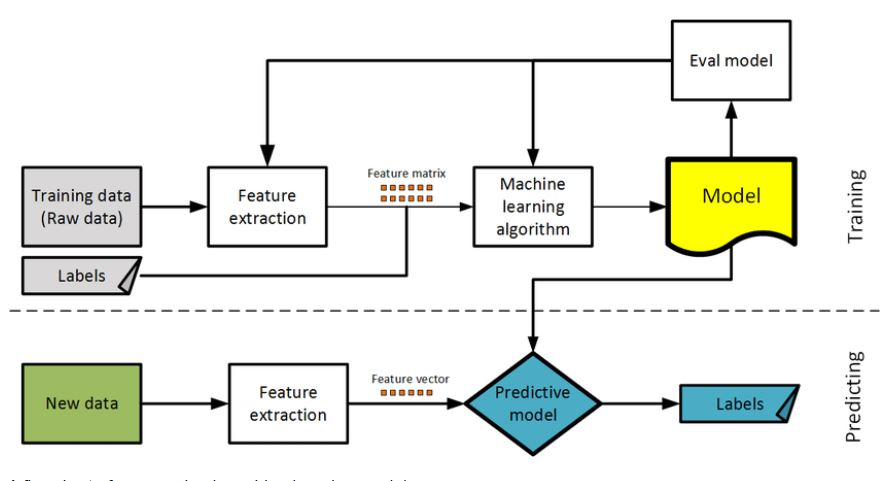 Eval model
Training data
(Raw data)
Feature
extraction
Feature matrix
Machine
learning
algorithm
Model
Training
Labels
New data
Feature
extraction
Feature vector
Predictive
model
Labels
Predicting